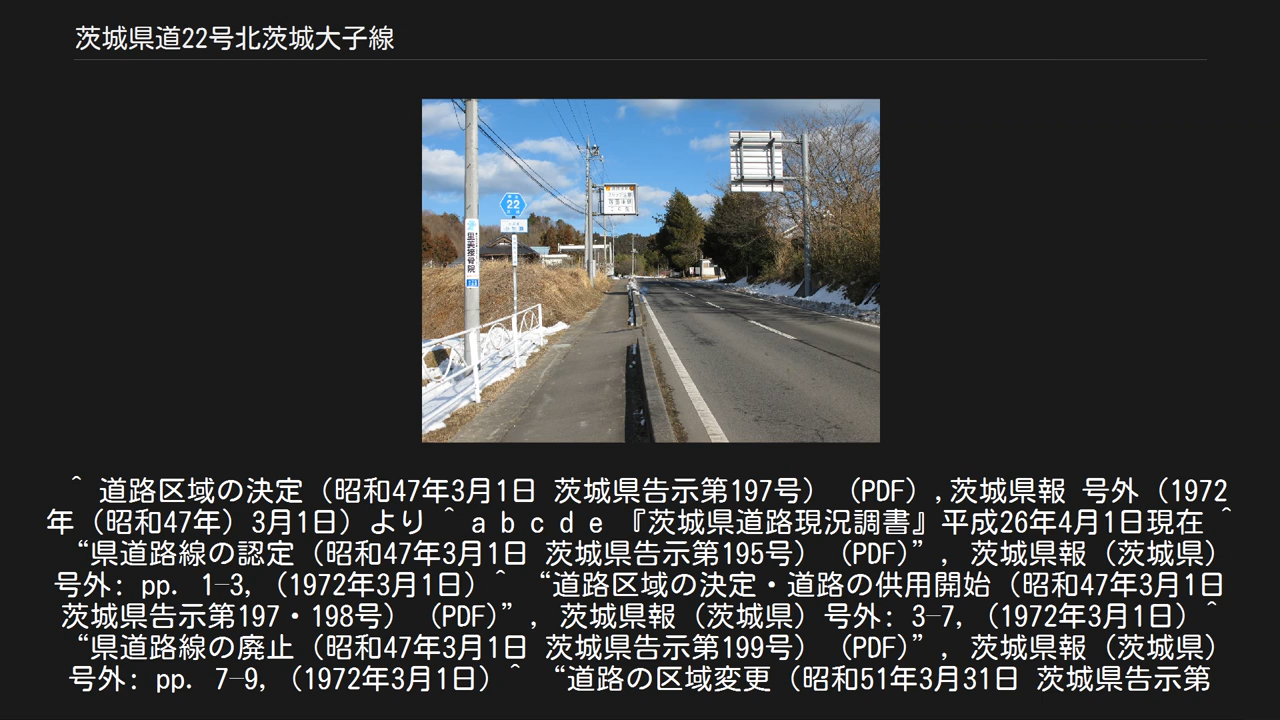 茨城県道22号北茨城大子線
22
里美接骨院
^ 道路区域の決定（昭和47年3月1日 茨城県告示第197号）（PDF）,茨城県報 号外（1972
年（昭和47年）3月1日）より ^ a b c d e 『茨城県道路現況調書』平成26年4月1日現在 ^
“県道路線の認定（昭和47年3月1日 茨城県告示第195号）（PDF）”, 茨城県報（茨城県）
号外: pp. 1–3,（1972年3月1日）^ “道路区域の決定・道路の供用開始（昭和47年3月1日
茨城県告示第197・198号）（PDF）”, 茨城県報（茨城県）号外: 3–7,（1972年3月1日）^
“県道路線の廃止（昭和47年3月1日 茨城県告示第199号）（PDF）”, 茨城県報（茨城県）
号外: pp. 7–9,（1972年3月1日）^ “道路の区域変更（昭和51年3月31日 茨城県告示第